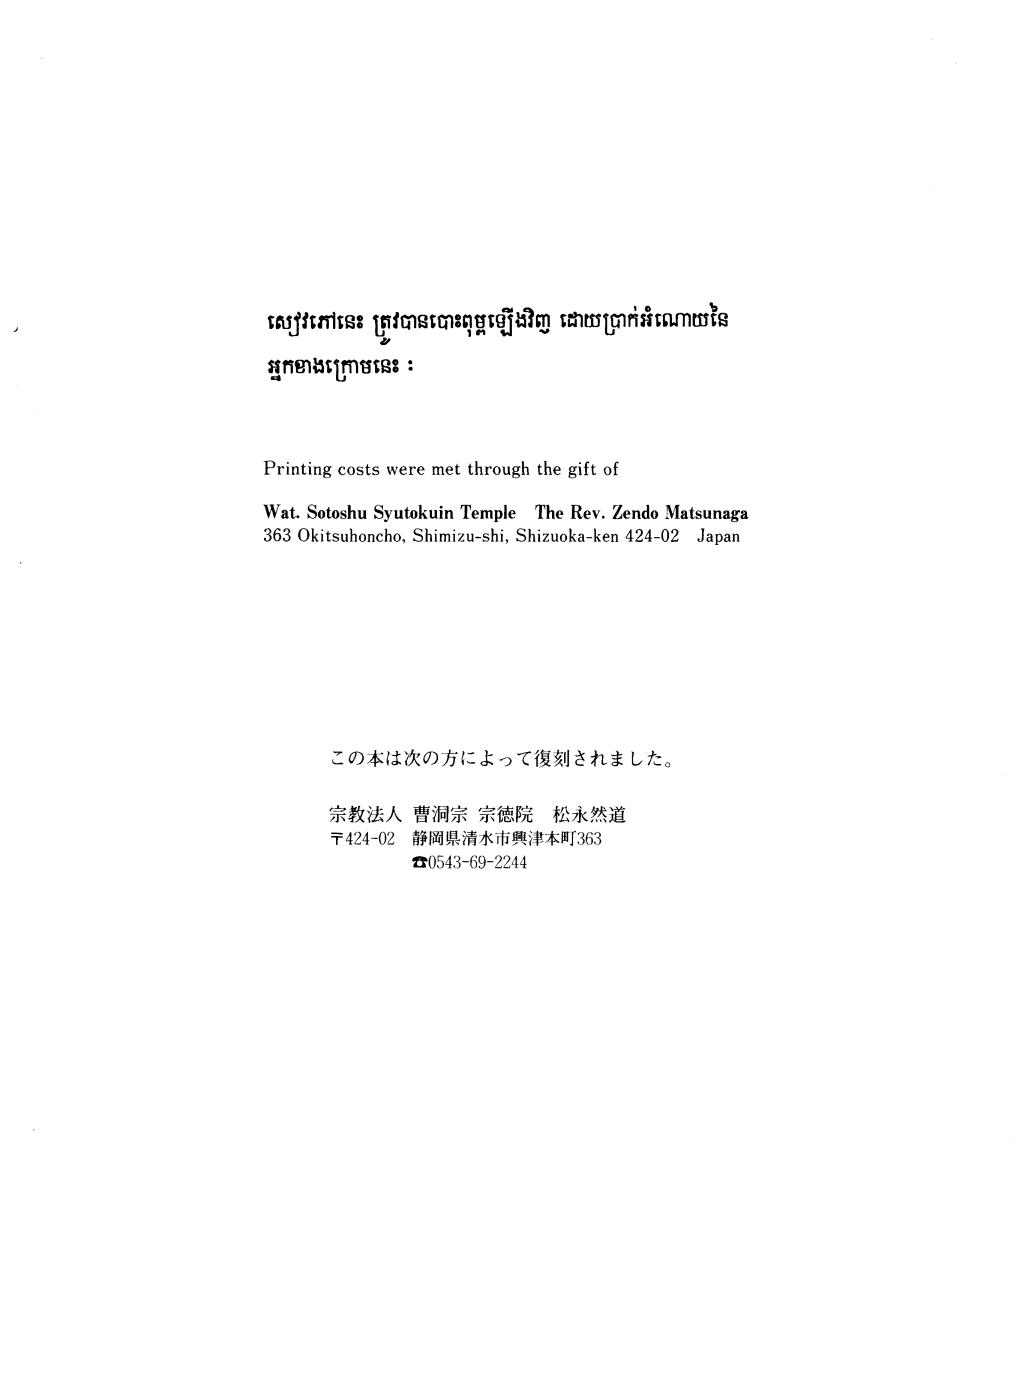 សៀវភៅនេះ ត្រូវបានបោះពុម្ពឡើងវិញ ដោយប្រាក់អំណោយនៃ
អ្នកខាងក្រោមនេះ :
Printing costs were met through the gift of
Wat. Sotoshu Syutokuin Temple The Rev. Zendo Matsunaga
363 Okitsuhoncho, Shimizu-shi, Shizuoka-ken 424-02 Japan
この本は次の方によって復刻されました。
宗教法人 曹洞宗 宗徳院 松永然道
〒424-02 静岡県清水市興津本町363
☎0543-69-2244